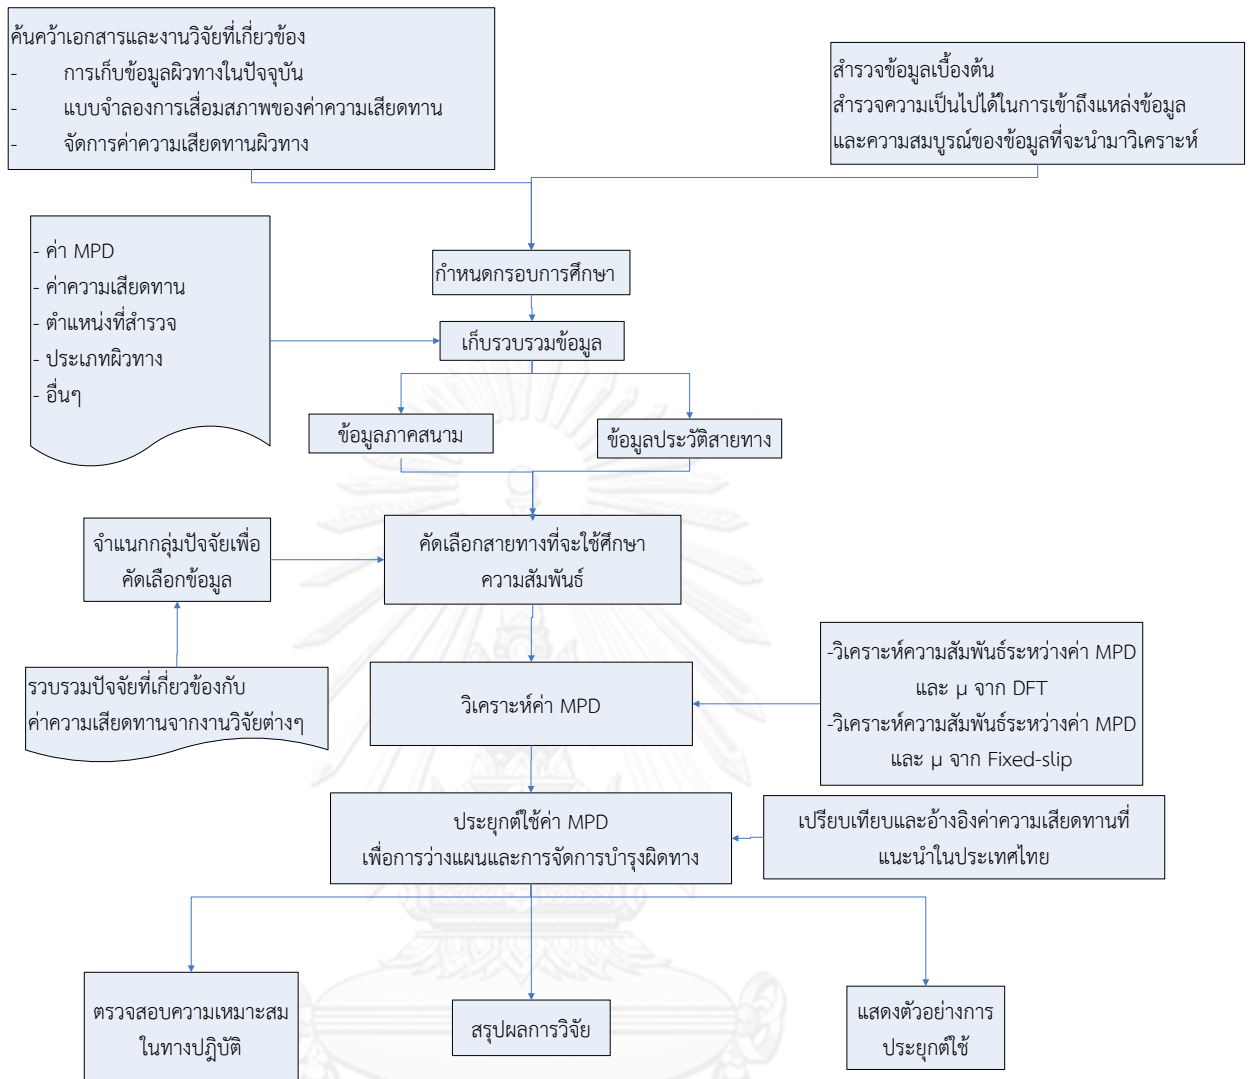 ค้นคว้าเอกสารและงานวิจัยที่เกี่ยวข้อง
- การเก็บข้อมูลผิวทางในปัจจุบัน
- แบบจำลองการเสื่อมสภาพของค่าความเสียดทาน
- จัดการค่าความเสียดทานผิวทาง
สำรวจข้อมูลเบื้องต้น
สำรวจความเป็นไปได้ในการเข้าถึงแหล่งข้อมูล
และความสมบูรณ์ของข้อมูลที่จะนำมาวิเคราะห์
- ค่า MPD
- ค่าความเสียดทาน
- ตำแหน่งที่สำรวจ
- ประเภทผิวทาง
- อื่นๆ
กำหนดกรอบการศึกษา
เก็บรวบรวมข้อมูล
ข้อมูลภาคสนาม
ข้อมูลประวัติสายทาง
จำแนกกลุ่มปัจจัยเพื่อ
คัดเลือกข้อมูล
คัดเลือกสายทางที่จะใช้ศึกษา
ความสัมพันธ์
รวบรวมปัจจัยที่เกี่ยวข้องกับ
ค่าความเสียดทานจากงานวิจัยต่างๆ
วิเคราะห์ค่า MPD
-วิเคราะห์ความสัมพันธ์ระหว่างค่า MPD
และ µ จาก DFT
-วิเคราะห์ความสัมพันธ์ระหว่างค่า MPD
และ µ จาก Fixed-slip
ประยุกต์ใช้ค่า MPD
เพื่อการว่างแผนและการจัดการบำรุงผิดทาง
เปรียบเทียบและอ้างอิงค่าความเสียดทานที่
แนะนำในประเทศไทย
ตรวจสอบความเหมาะสม
ในทางปฎิบัติ
สรุปผลการวิจัย
แสดงตัวอย่างการ
ประยุกต์ใช้